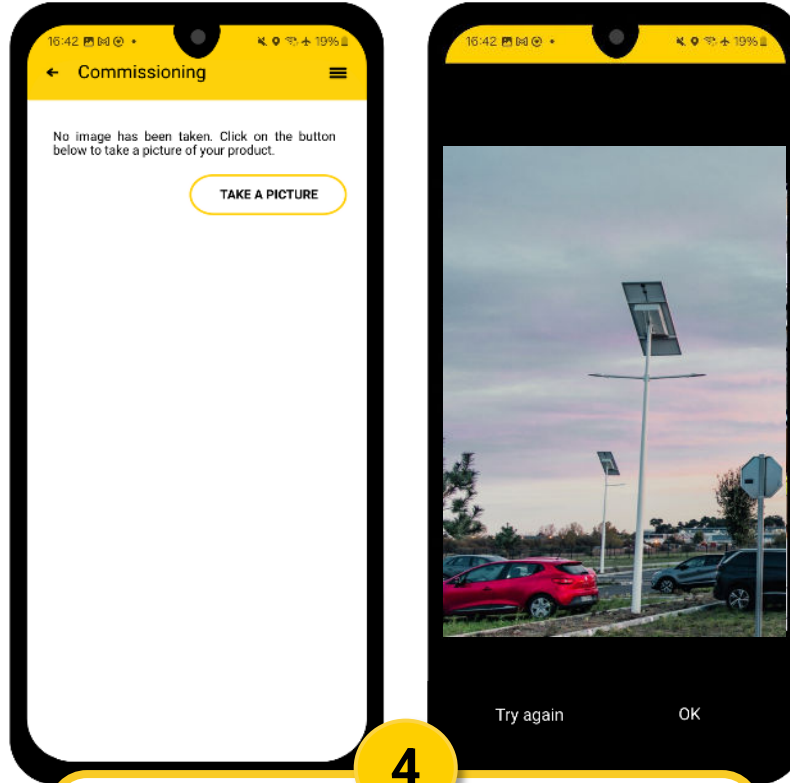 16:42
19%
Commissioning
No image has been taken. Click on the button
below to take a picture of your product.
TAKE A PICTURE
16:42
19%
Try again
OK
4